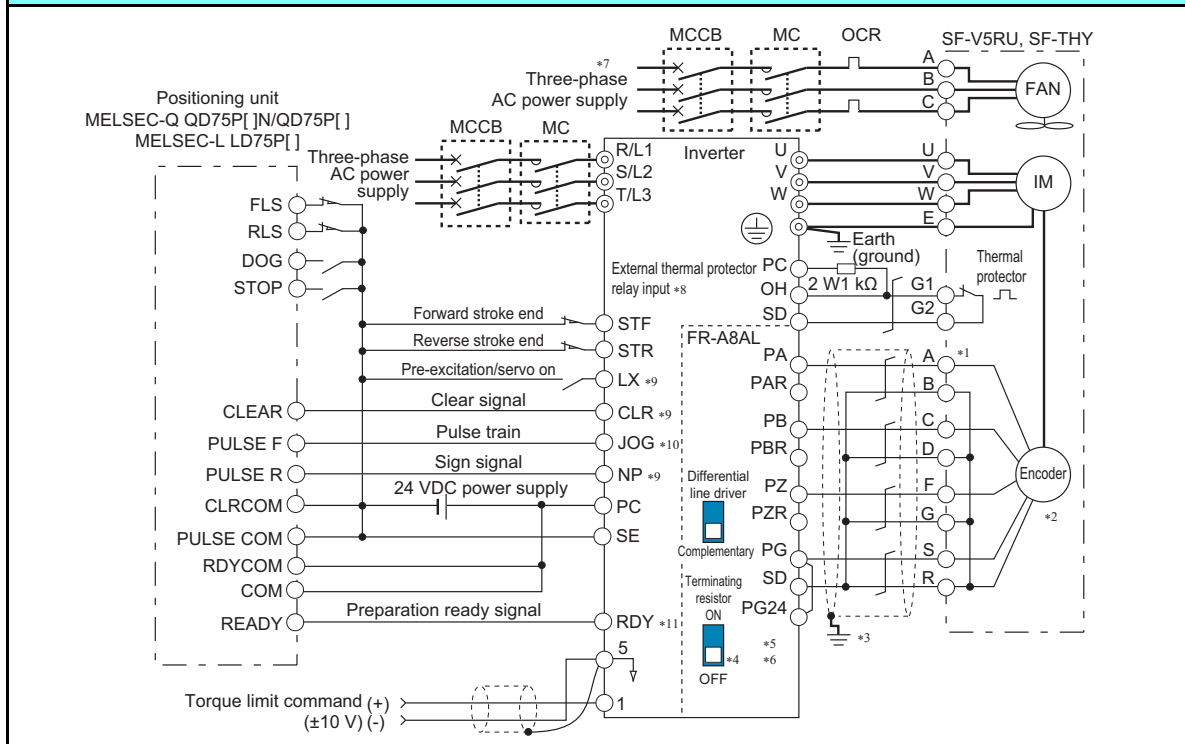 MCCB
MC
OCR
SF-V5RU, SF-THY
*7
Three-phase
AC power supply
A
B
C
FAN
Positioning unit
MELSEC-Q QD75P[ ]N/QD75P[ ]
MELSEC-L LD75P[ ]
MCCB
MC
Three-phase
AC power
supply
R/L1
S/L2
T/L3
Inverter
U
V
W
U
V
W
E
IM
Earth
(ground)
FLS
RLS
DOG
STOP
External thermal protector
relay input *8
PC
OH
SD
2 W1 kΩ
G1
G2
Thermal
protector
Forward stroke end
STF
Reverse stroke end
STR
Pre-excitation/servo on
LX *9
CLEAR
Clear signal
CLR *9
PULSE F
Pulse train
JOG *10
PULSE R
Sign signal
NP *9
CLRCOM
24 VDC power supply
PC
PULSE COM
SE
RDYCOM
COM
READY
Preparation ready signal
RDY *11
FR-A8AL
PA
PAR
PB
PBR
PZ
PZR
PG
SD
PG24
Differential
line driver
Complementary
Terminating
resistor
ON
*4
OFF
*5
*6
A
*1
B
C
D
F
G
S
R
Encoder
*2
*3
5
Torque limit command (+)
(±10 V) (-)
1